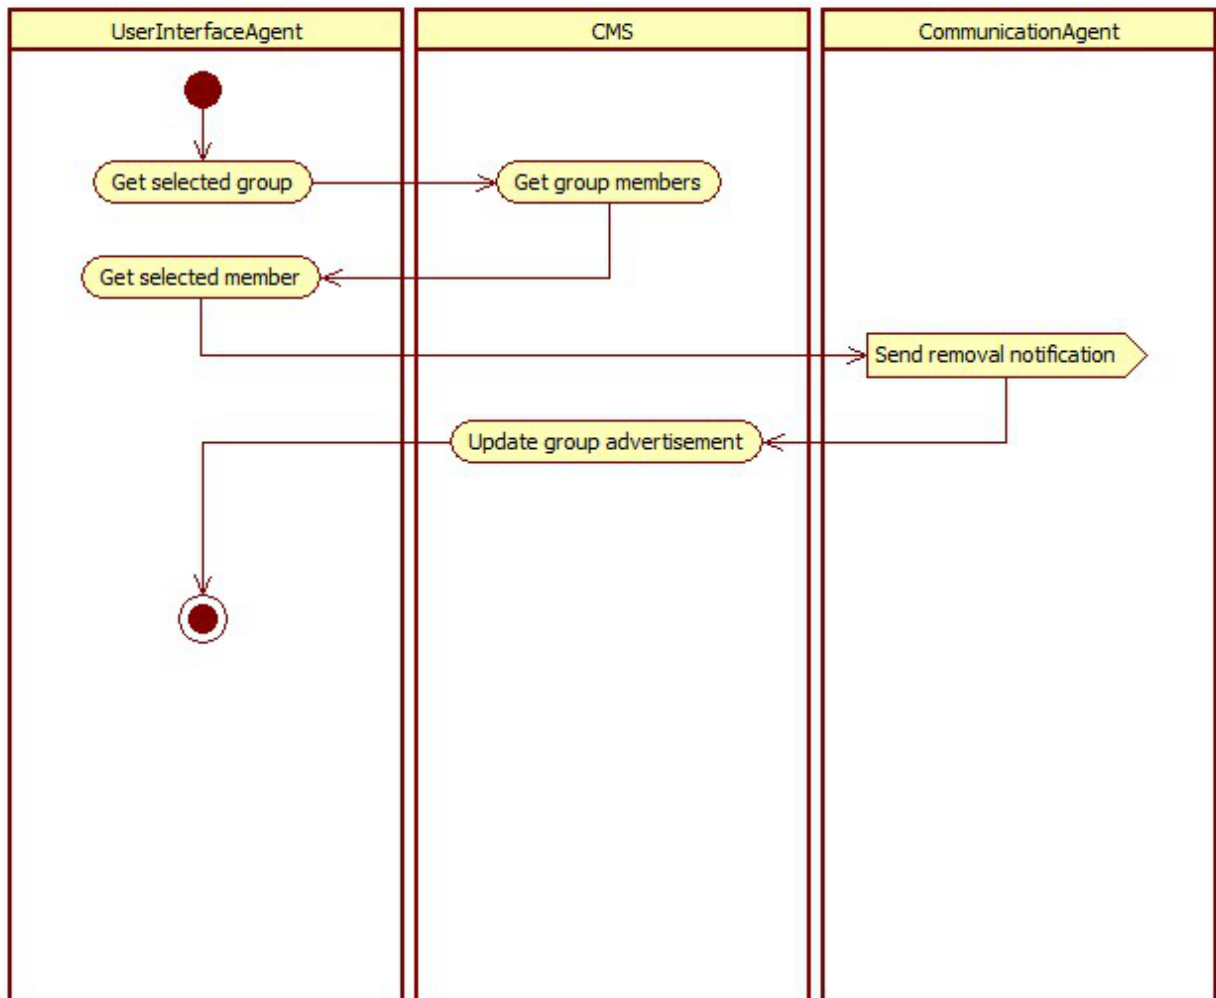 UserInterfaceAgent
CMS
CommunicationAgent
Get selected group
Get group members
Get selected member
Send removal notification
Update group advertisement